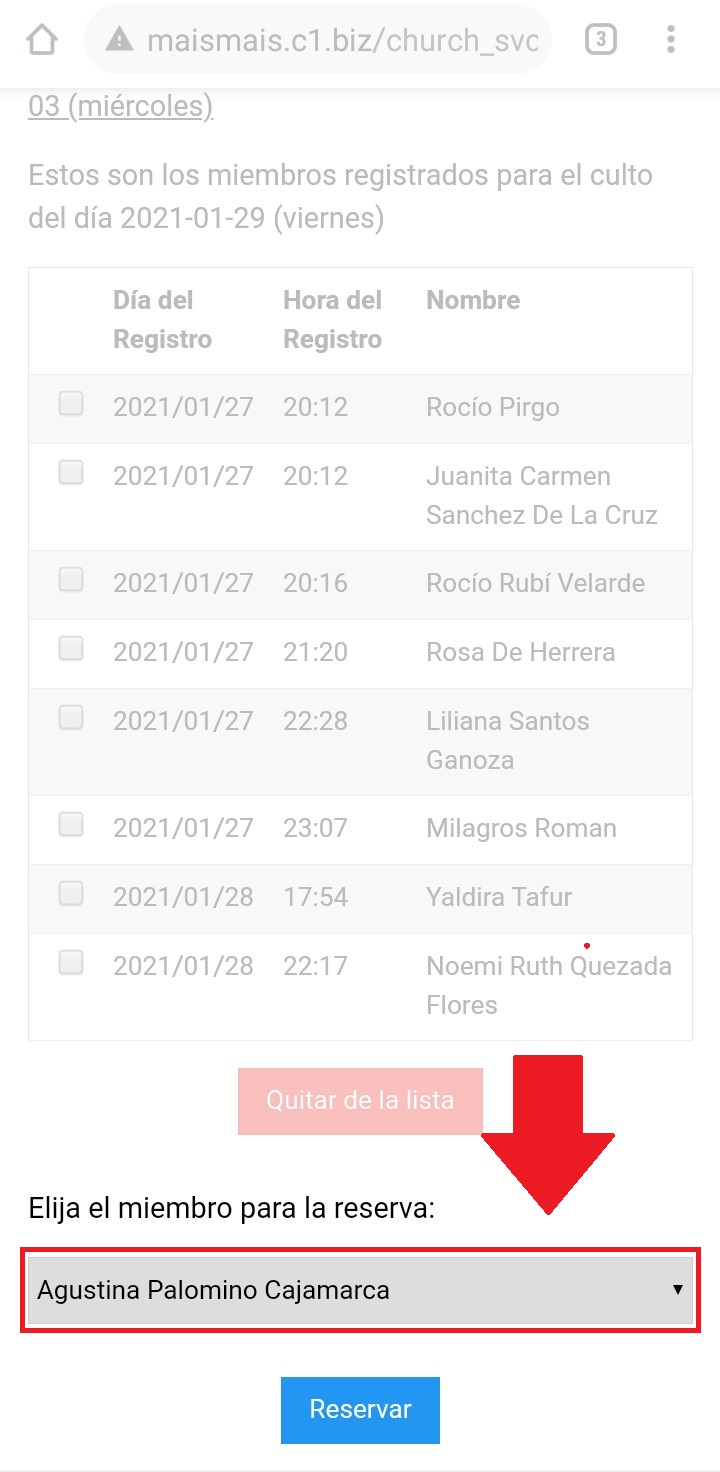 maismais.c1.biz/church_svc
3
03 (miércoles)
Estos son los miembros registrados para el culto
del día 2021-01-29 (viernes)
Día del Hora del Nombre
Registro Registro
2021/01/27 20:12 Rocío Pirgo
2021/01/27 20:12 Juanita Carmen
Sanchez De La Cruz
2021/01/27 20:16 Rocío Rubí Velarde
2021/01/27 21:20 Rosa De Herrera
2021/01/27 22:28 Liliana Santos
Ganoza
2021/01/27 23:07 Milagros Roman
2021/01/28 17:54 Yaldira Tafur
2021/01/28 22:17 Noemi Ruth Quezada
Flores
Quitar de la lista
Elija el miembro para la reserva:
Agustina Palomino Cajamarca
Reservar